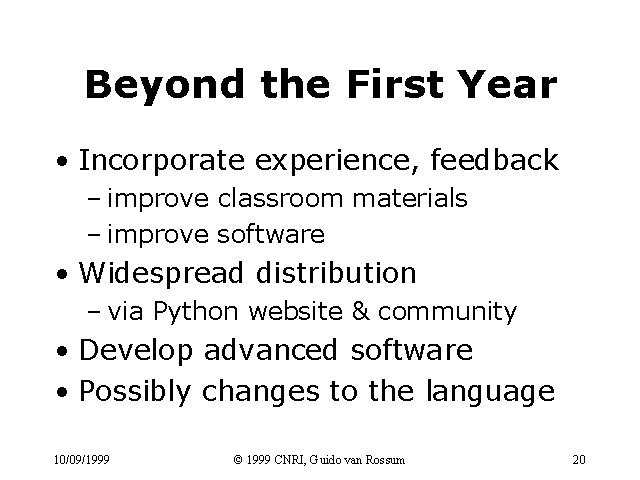 Beyond the First Year
• Incorporate experience, feedback
– improve classroom materials
– improve software
• Widespread distribution
– via Python website & community
• Develop advanced software
• Possibly changes to the language
10/09/1999 © 1999 CNRI, Guido van Rossum 20